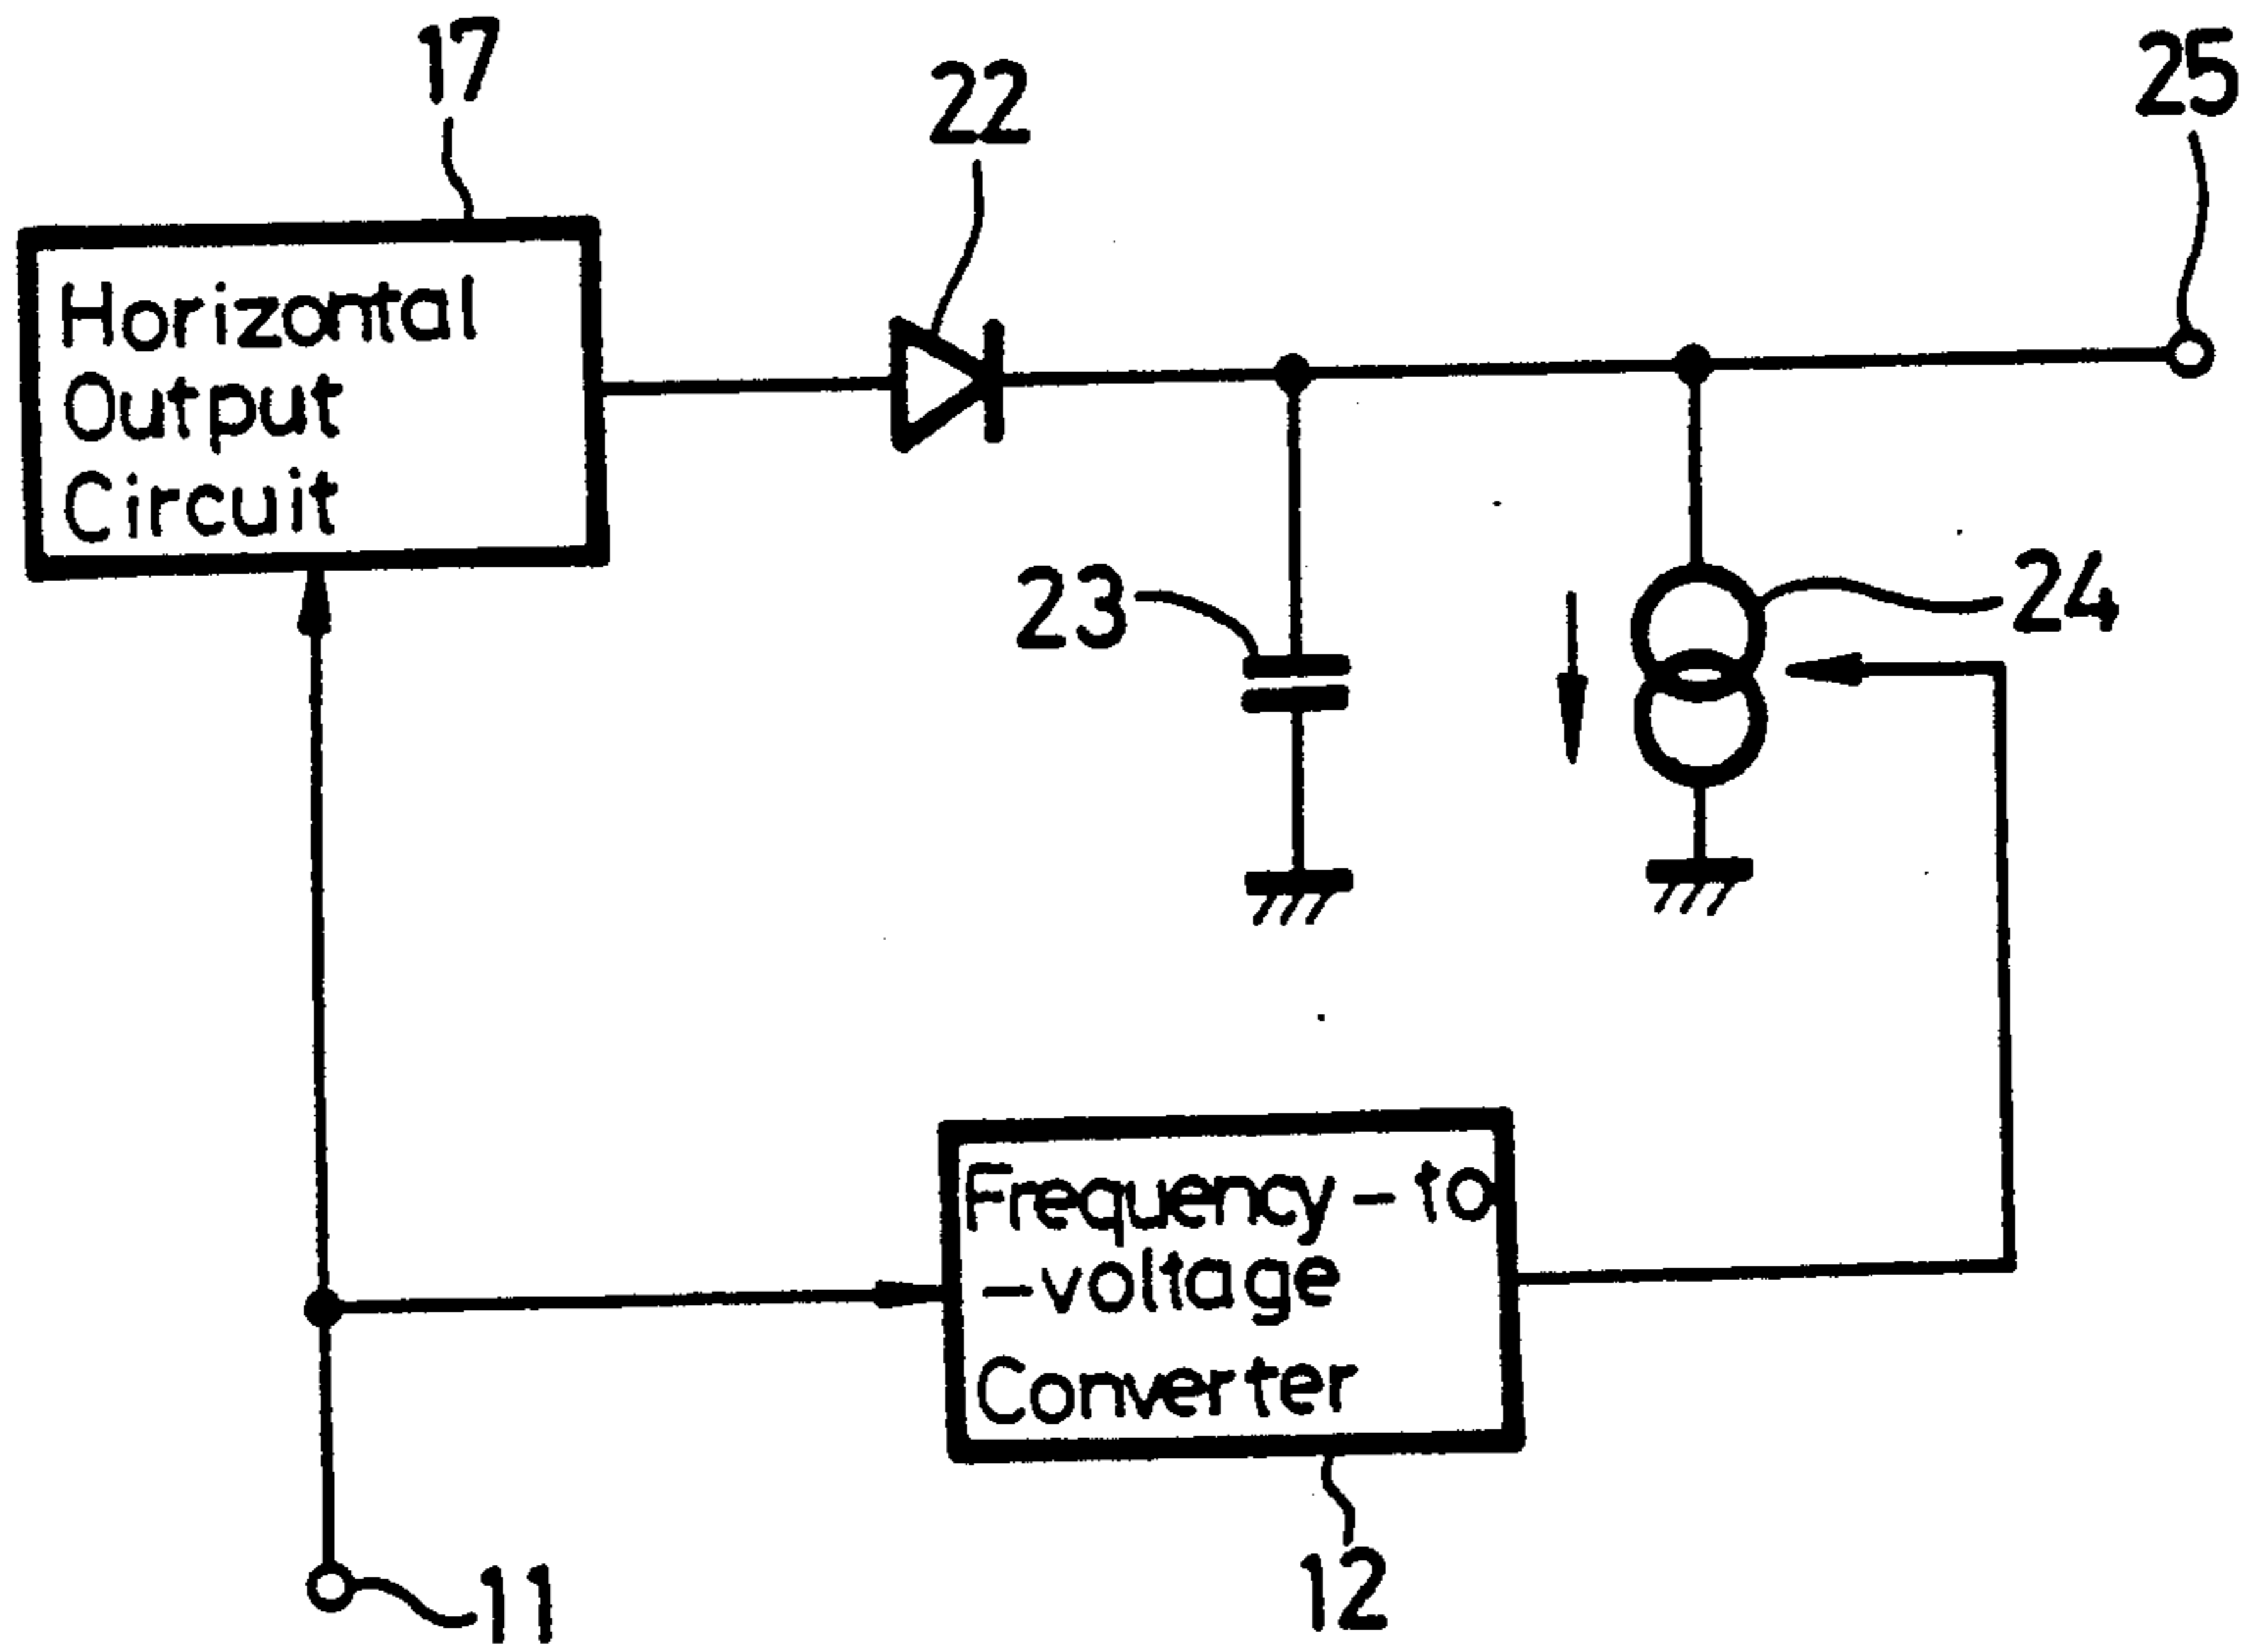 17
22
25
Horizontal
Output
Circuit
23
24
Frequency-to
-voltage
Converter
11
12